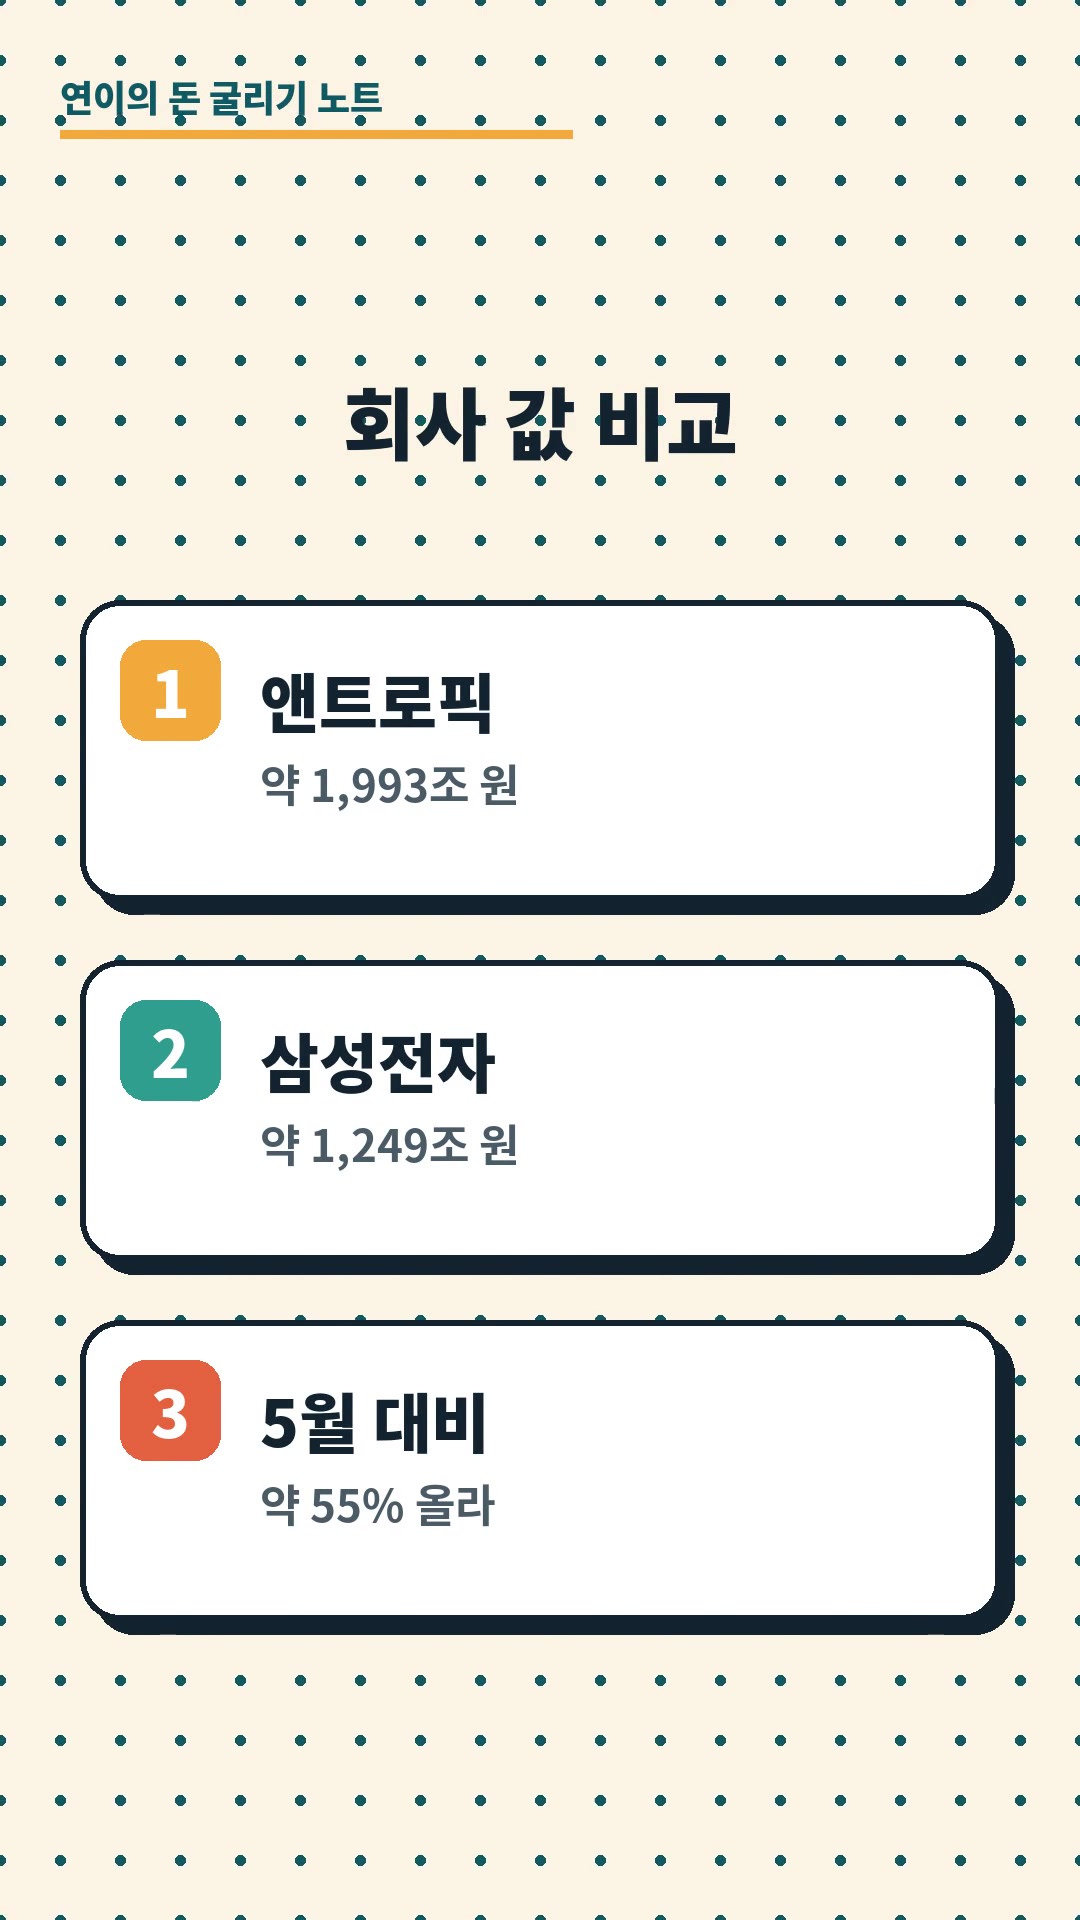 연이의 돈 굴리기 노트
회사 값 비교
1
앤트로픽
약 1,993조 원
2
삼성전자
약 1,249조 원
3
5월 대비
약 55% 올라